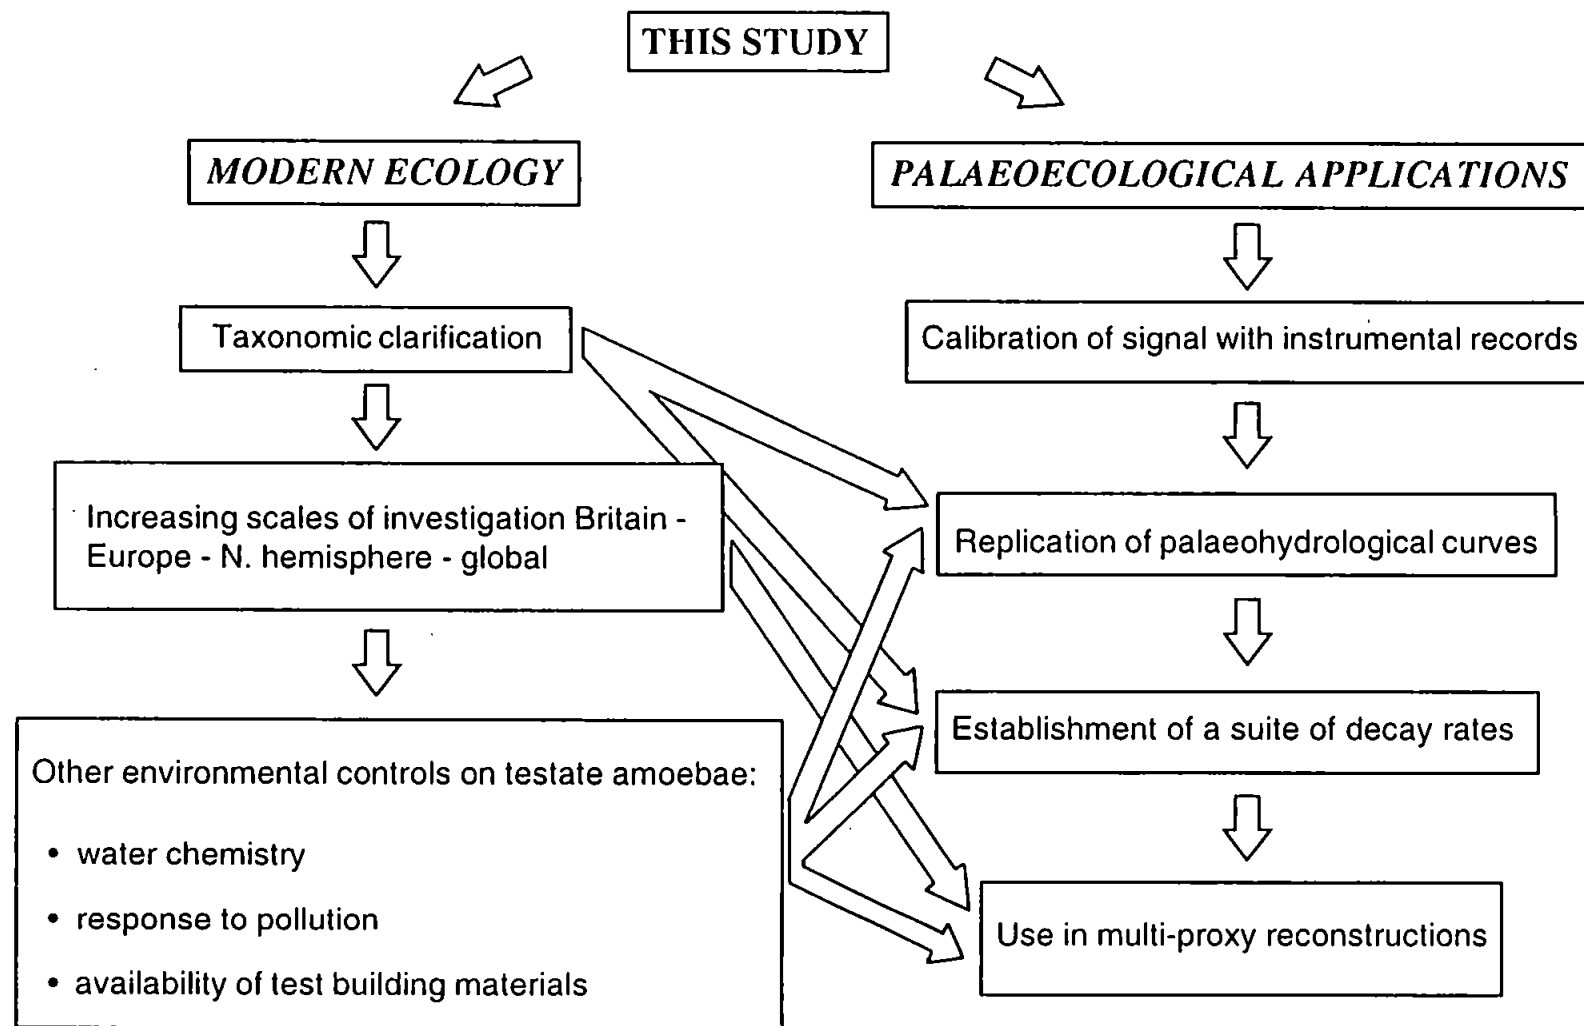 THIS STUDY
MODERN ECOLOGY
Taxonomic clarification
Increasing scales of investigation Britain -
Europe - N. hemisphere - global
Other environmental controls on testate amoebae:
• water chemistry
• response to pollution
• availability of test building materials
PALAEOECOLOGICAL APPLICATIONS
Calibration of signal with instrumental records
Replication of palaeohydrological curves
Establishment of a suite of decay rates
Use in multi-proxy reconstructions